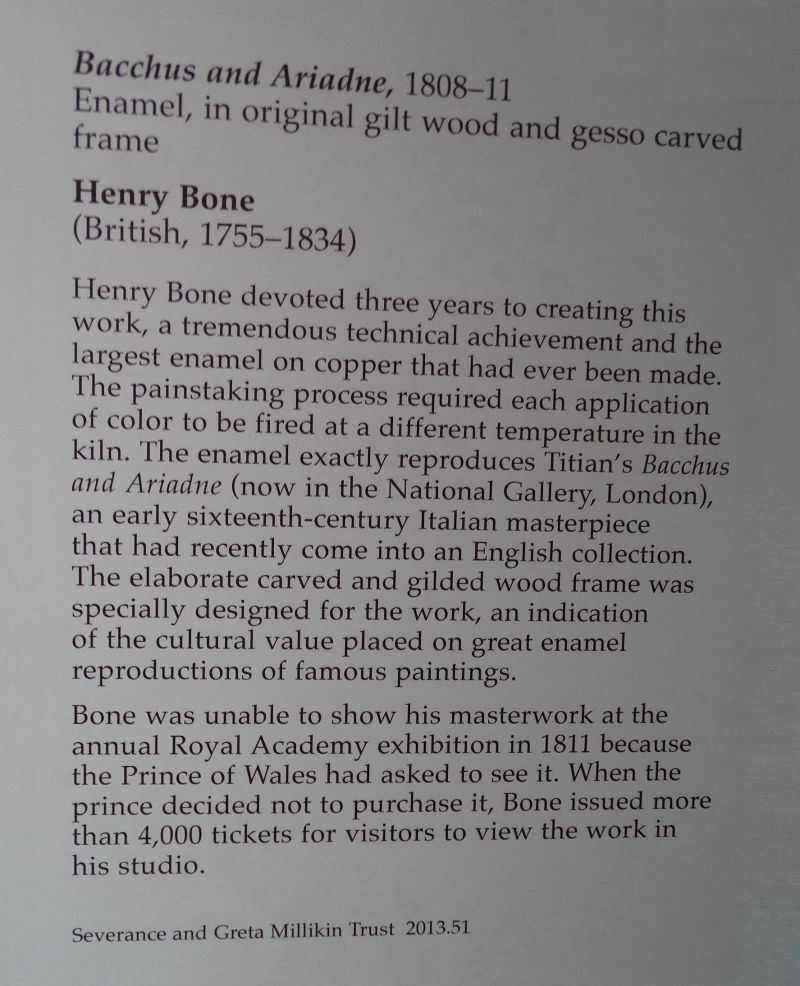 Bacchus and Ariadne, 1808–11
Enamel, in original gilt wood and gesso carved
frame
Henry Bone
(British, 1755–1834)
Henry Bone devoted three years to creating this
work, a tremendous technical achievement and the
largest enamel on copper that had ever been made.
The painstaking process required each application
of color to be fired at a different temperature in the
kiln. The enamel exactly reproduces Titian’s Bacchus
and Ariadne (now in the National Gallery, London),
an early sixteenth-century Italian masterpiece
that had recently come into an English collection.
The elaborate carved and gilded wood frame was
specially designed for the work, an indication
of the cultural value placed on great enamel
reproductions of famous paintings.
Bone was unable to show his masterwork at the
annual Royal Academy exhibition in 1811 because
the Prince of Wales had asked to see it. When the
prince decided not to purchase it, Bone issued more
than 4,000 tickets for visitors to view the work in
his studio.
Severance and Greta Millikin Trust 2013.51